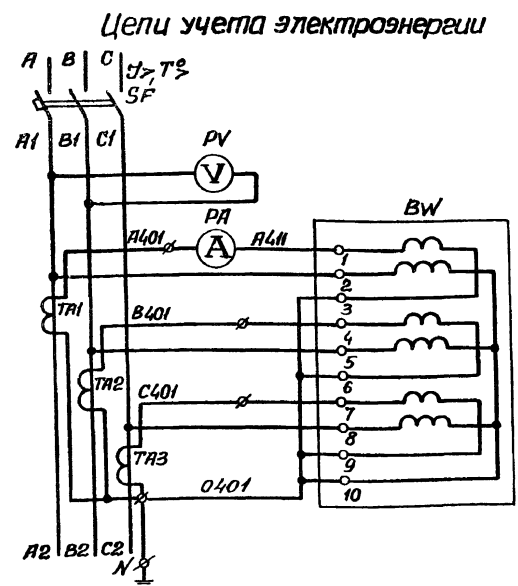 Цепи учета электроэнергии
A B C
I>, T°>
SF
A1 B1 C1
PV
V
PA
BW
A401 A A411
1
2
TA1
3
B401
4
5
TA2
6
C401
7
8
TA3
9
0401
10
A2 B2 C2
N